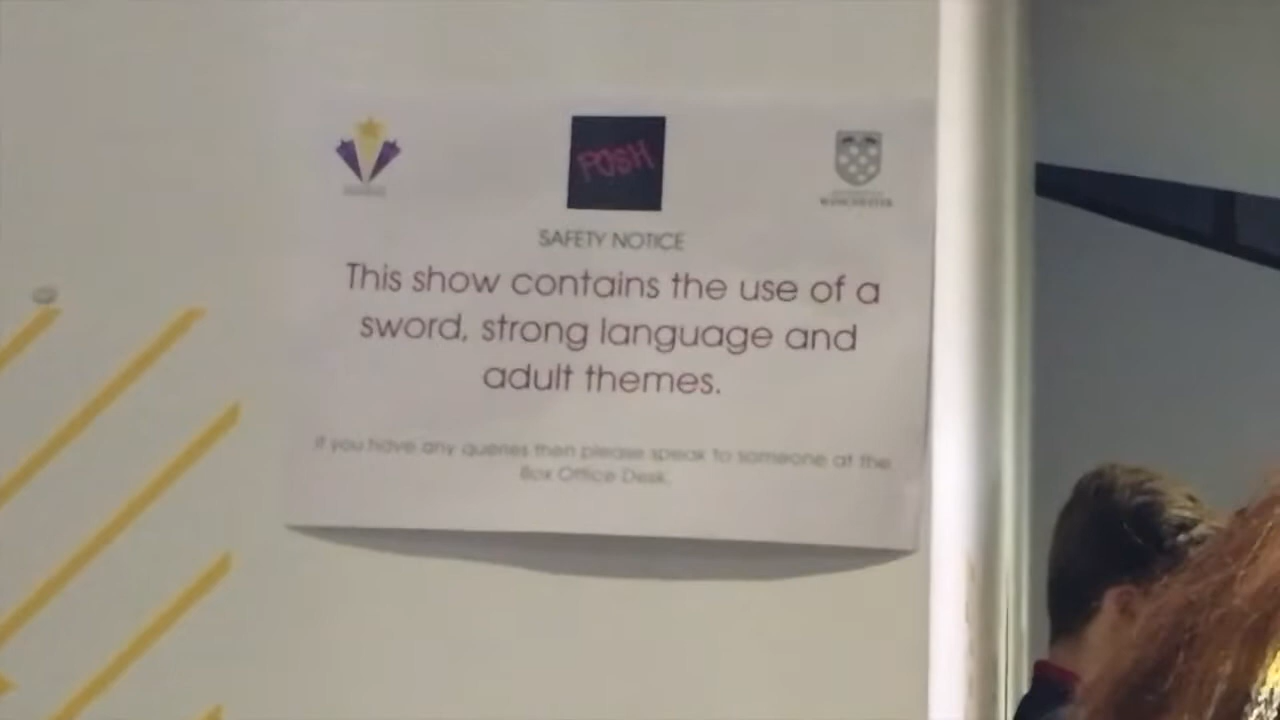 POSH
SAFETY NOTICE
This show contains the use of a
sword, strong language and
adult themes.
If you have any queries then please speak to someone at the
Box Office Desk.